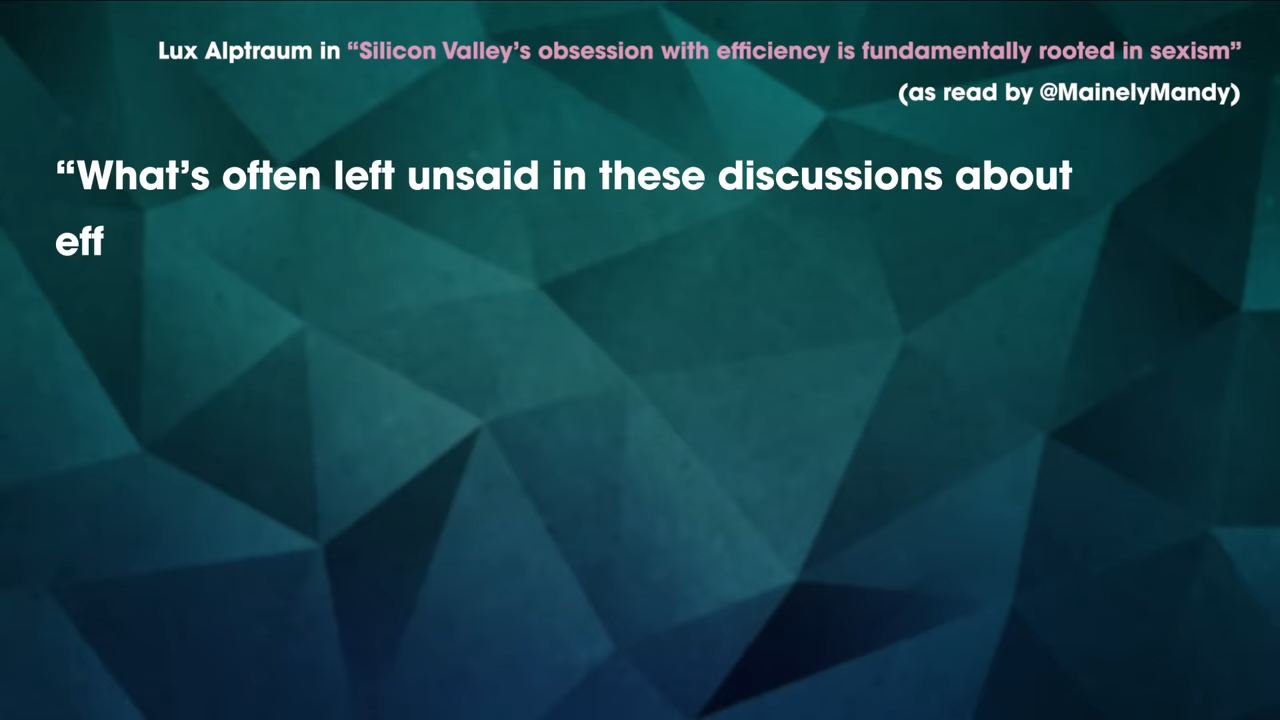 Lux Alptraum in “Silicon Valley’s obsession with efficiency is fundamentally rooted in sexism”
(as read by @MainelyMandy)
“What’s often left unsaid in these discussions about
eff